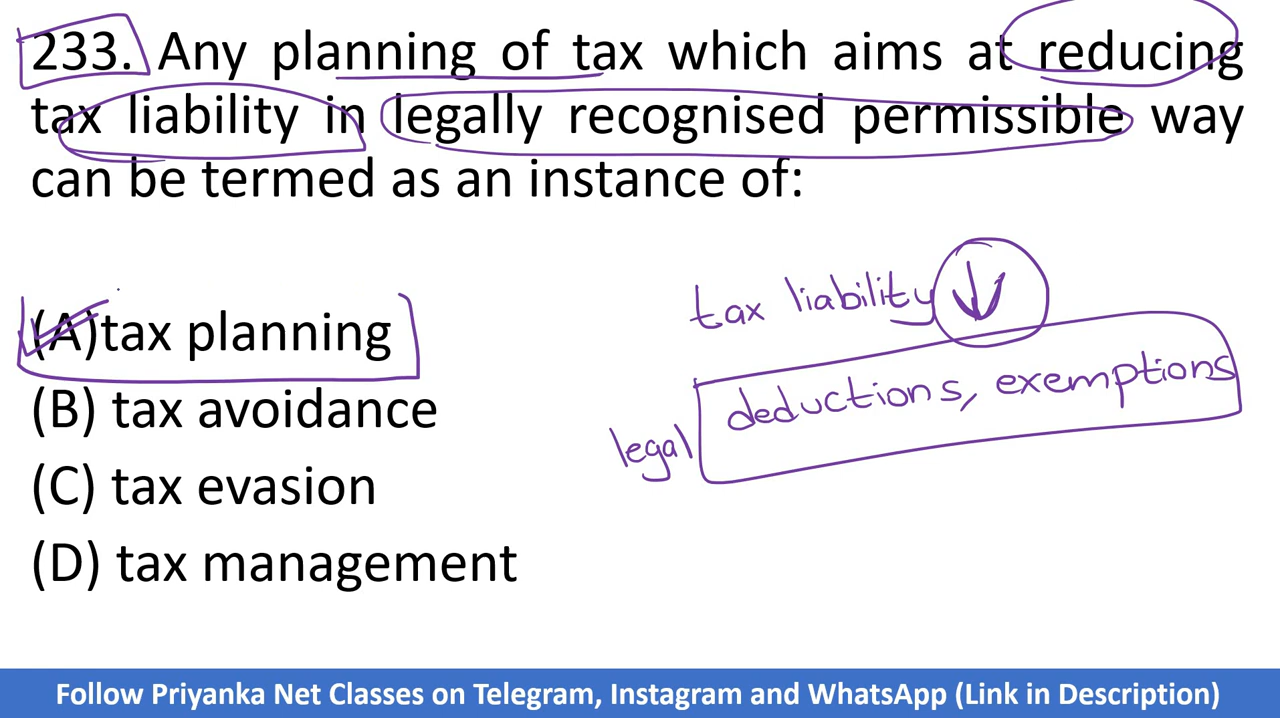 233. Any planning of tax which aims at reducing
tax liability in legally recognised permissible way
can be termed as an instance of:
tax liability ↓
(A)tax planning
deductions, exemptions
(B) tax avoidance
legal
(C) tax evasion
(D) tax management
Follow Priyanka Net Classes on Telegram, Instagram and WhatsApp (Link in Description)